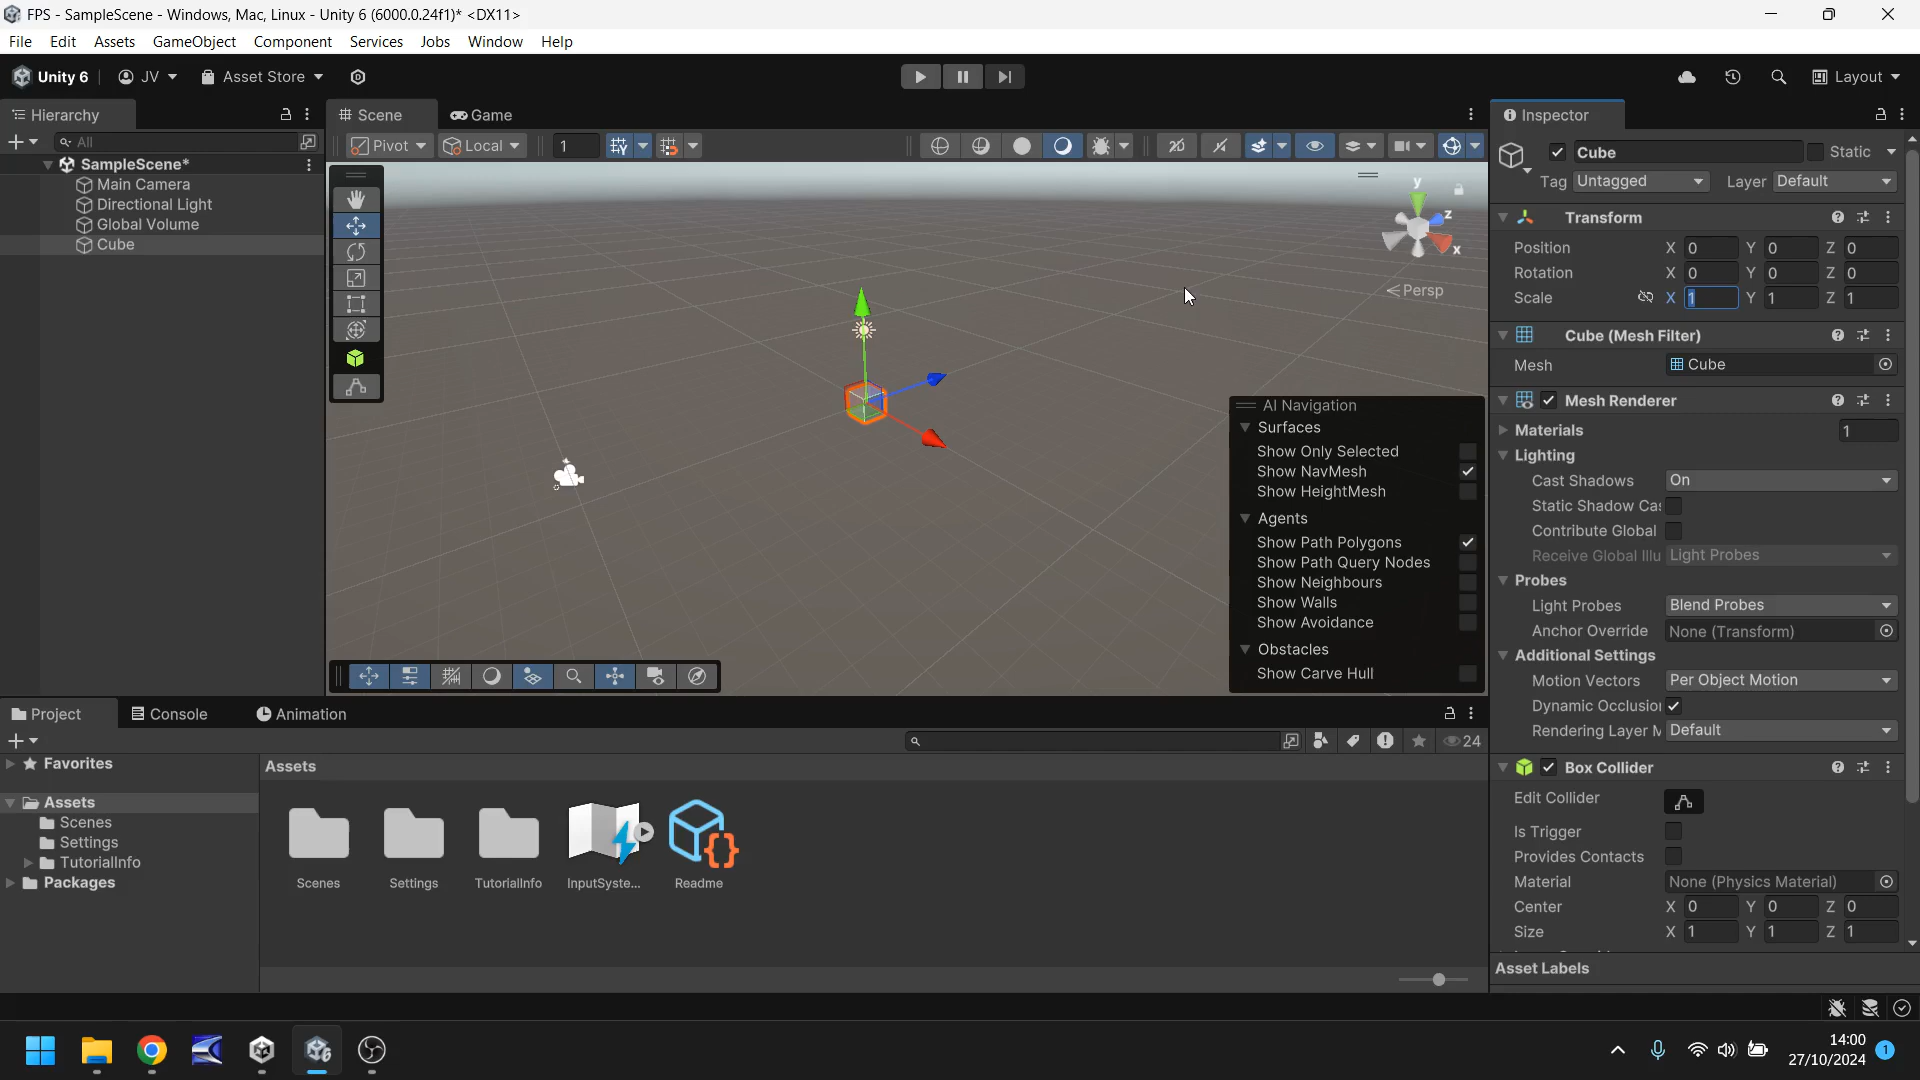 FPS - SampleScene - Windows, Mac, Linux - Unity 6 (6000.0.24f1)* <DX11>
File Edit Assets GameObject Component Services Jobs Window Help
Unity 6 JV Asset Store Layout
Hierarchy
All
SampleScene*
Main Camera
Directional Light
Global Volume
Cube
Scene Game
Pivot Local 1
y
z
x
Persp
AI Navigation
Surfaces
Show Only Selected
Show NavMesh
Show HeightMesh
Agents
Show Path Polygons
Show Path Query Nodes
Show Neighbours
Show Walls
Show Avoidance
Obstacles
Show Carve Hull
Inspector
Cube Static
Tag Untagged Layer Default
Transform
Position X 0 Y 0 Z 0
Rotation X 0 Y 0 Z 0
Scale X 1 Y 1 Z 1
Cube (Mesh Filter)
Mesh Cube
Mesh Renderer
Materials 1
Lighting
Cast Shadows On
Static Shadow Ca
Contribute Global
Receive Global Illu Light Probes
Probes
Light Probes Blend Probes
Anchor Override None (Transform)
Additional Settings
Motion Vectors Per Object Motion
Dynamic Occlusio
Rendering Layer Default
Box Collider
Edit Collider
Is Trigger
Provides Contacts
Material None (Physics Material)
Center X 0 Y 0 Z 0
Size X 1 Y 1 Z 1
Asset Labels
Project Console Animation
24
Favorites
Assets
Scenes
Settings
TutorialInfo
Packages
Assets
Scenes Settings TutorialInfo InputSyste... Readme
14:00
27/10/2024
1